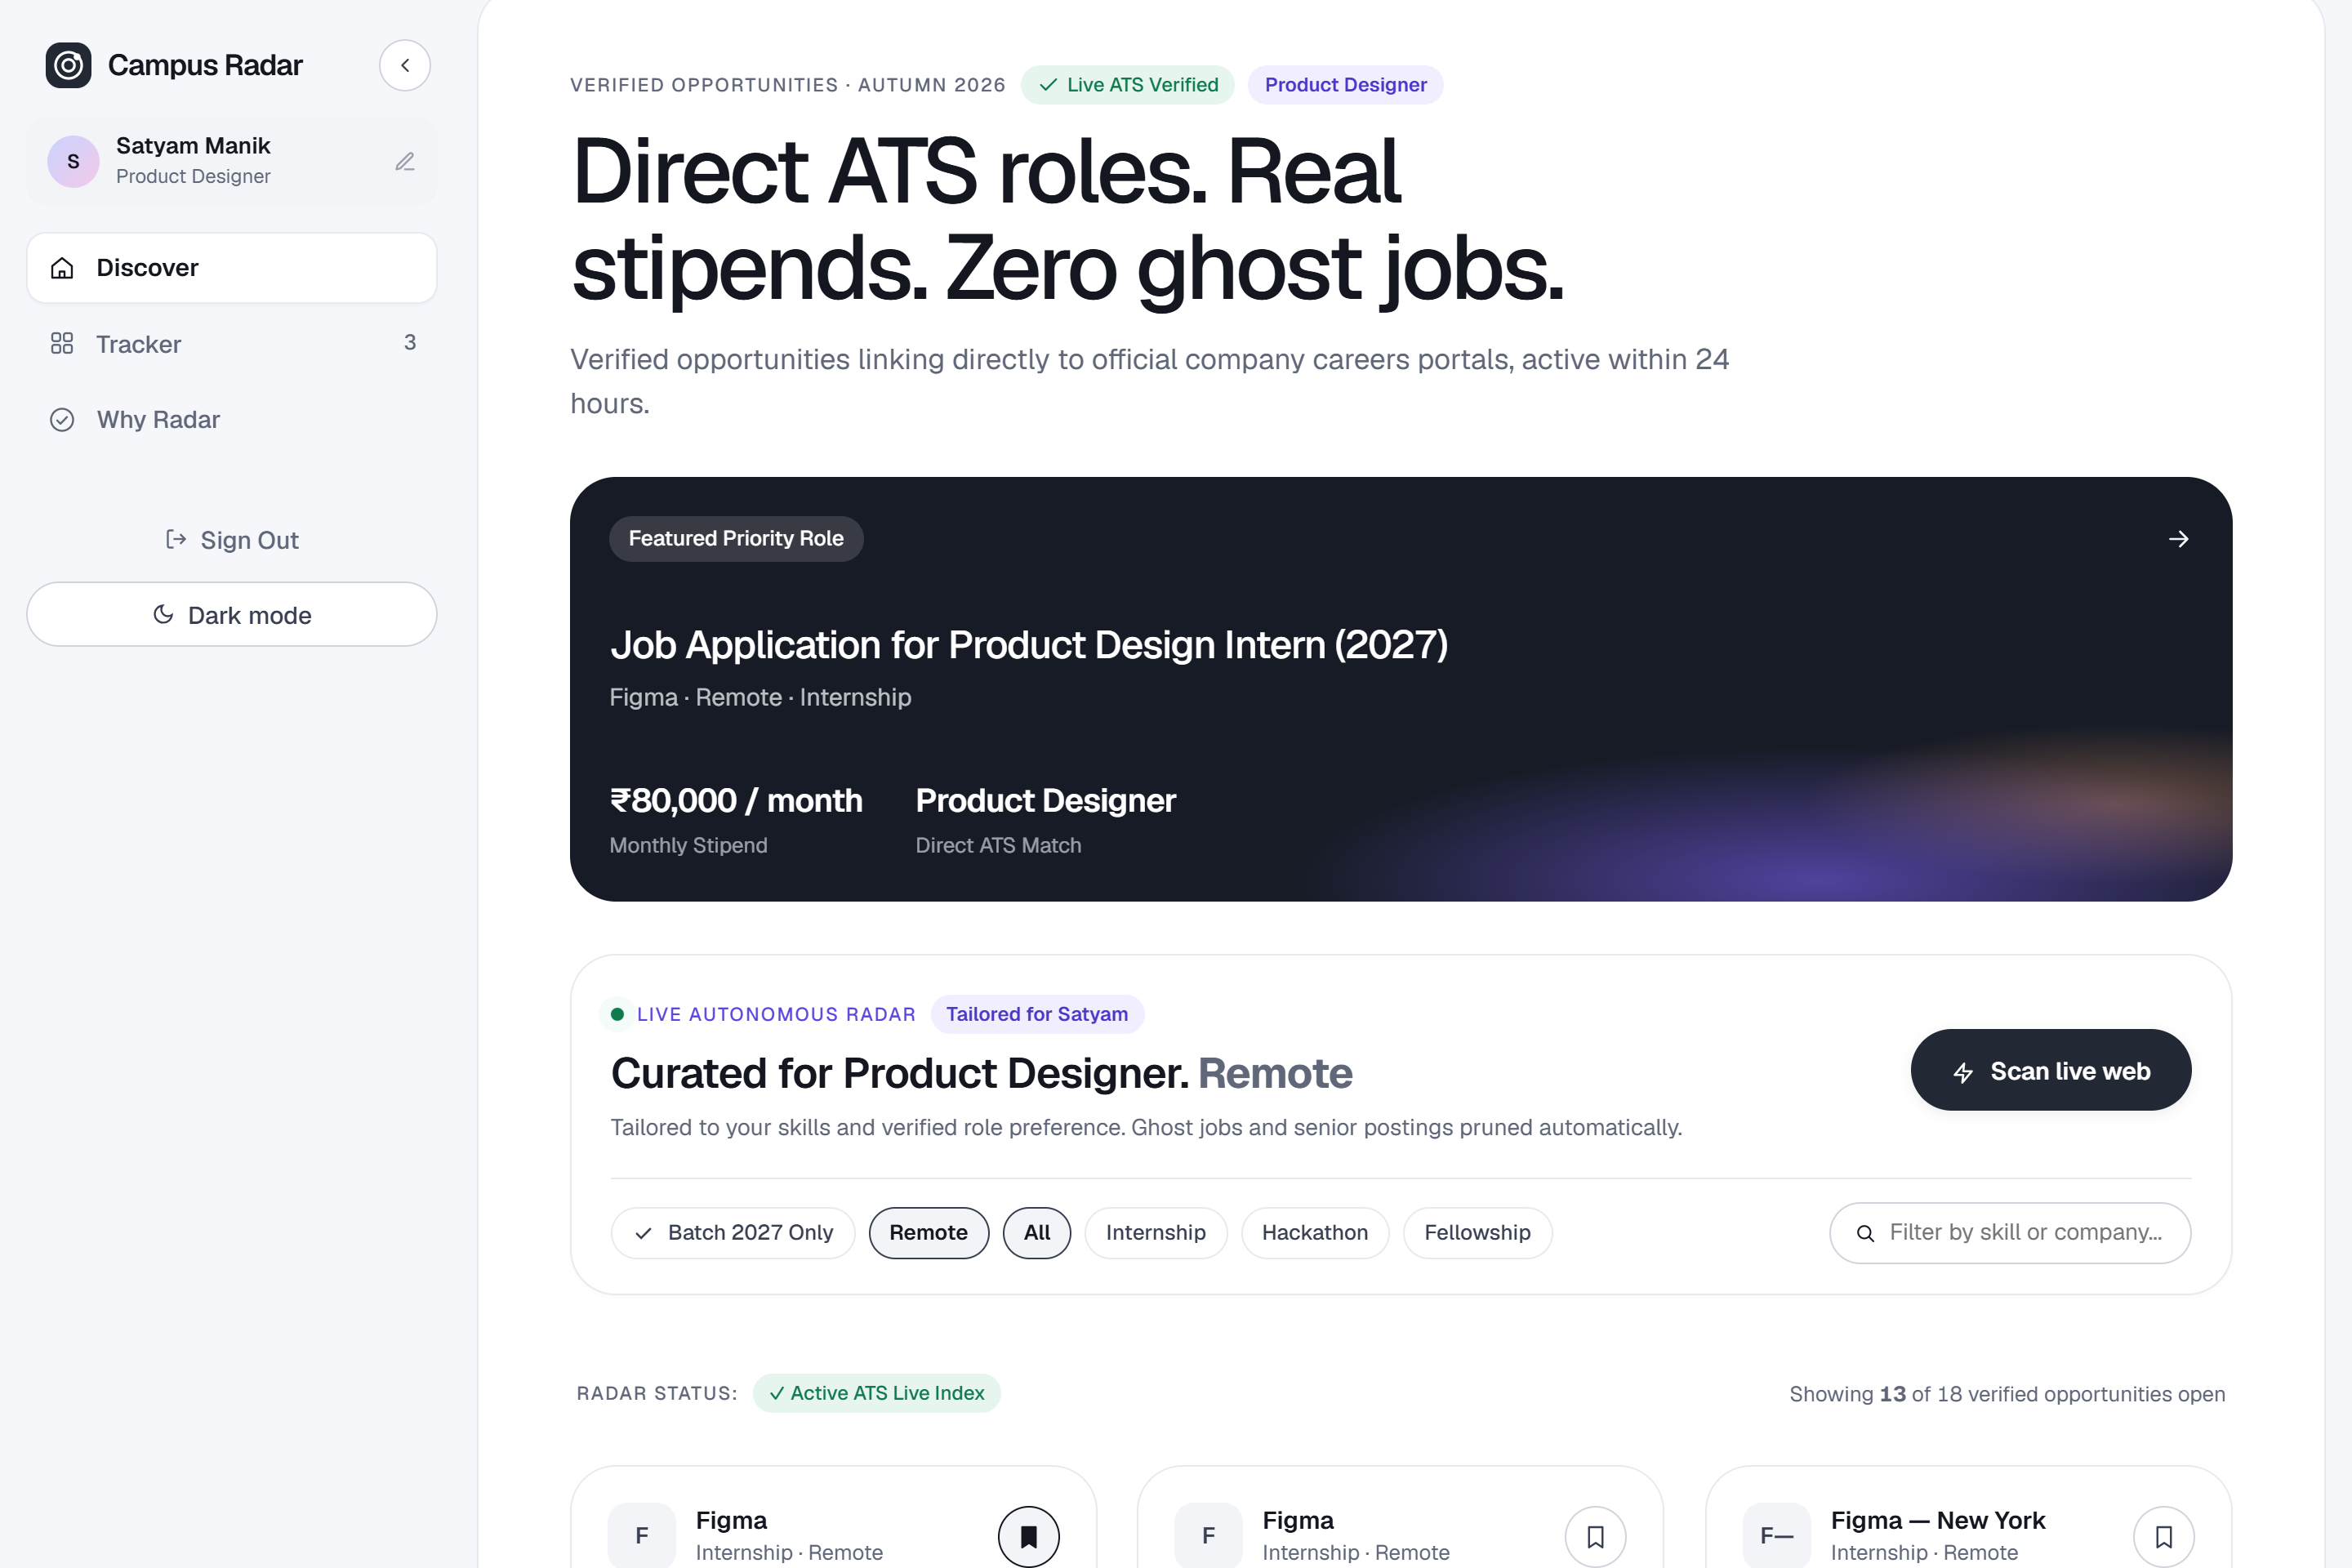 Campus Radar
S
Satyam Manik
Product Designer
Discover
Tracker 3
Why Radar
Sign Out
Dark mode
VERIFIED OPPORTUNITIES · AUTUMN 2026 Live ATS Verified Product Designer
Direct ATS roles. Real
stipends. Zero ghost jobs.
Verified opportunities linking directly to official company careers portals, active within 24
hours.
Featured Priority Role
Job Application for Product Design Intern (2027)
Figma · Remote · Internship
₹80,000 / month Product Designer
Monthly Stipend Direct ATS Match
LIVE AUTONOMOUS RADAR Tailored for Satyam
Curated for Product Designer. Remote
Scan live web
Tailored to your skills and verified role preference. Ghost jobs and senior postings pruned automatically.
Batch 2027 Only Remote All Internship Hackathon Fellowship Filter by skill or company...
RADAR STATUS: ✓ Active ATS Live Index Showing 13 of 18 verified opportunities open
F Figma F Figma F— Figma — New York
Internship · Remote Internship · Remote Internship · Remote